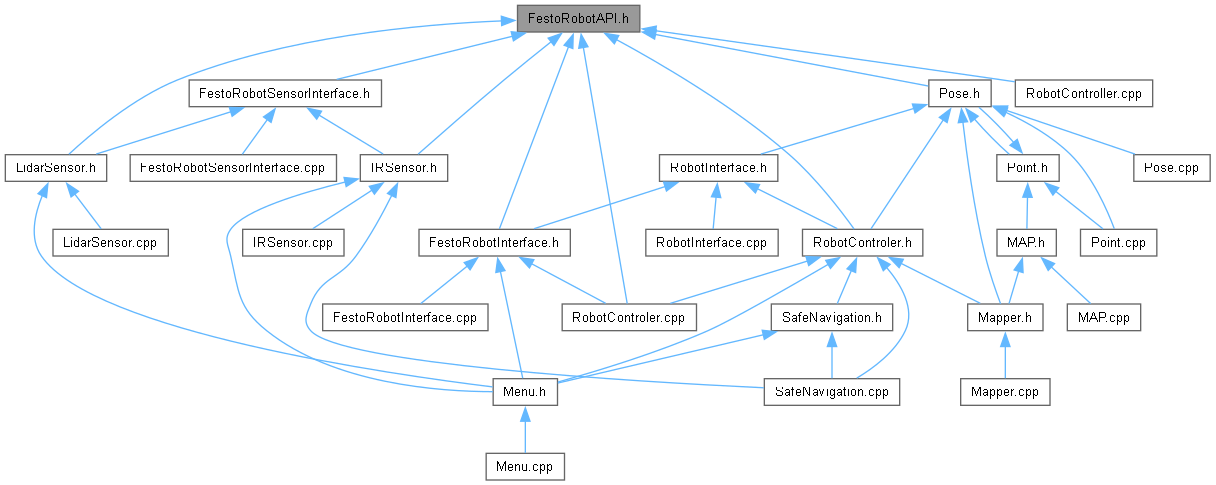 FestoRobotAPI.h
FestoRobotSensorInterface.h
Pose.h
RobotController.cpp
LidarSensor.h
FestoRobotSensorInterface.cpp
IRSensor.h
RobotInterface.h
Point.h
Pose.cpp
LidarSensor.cpp
IRSensor.cpp
FestoRobotInterface.h
RobotInterface.cpp
RobotControler.h
MAP.h
Point.cpp
FestoRobotInterface.cpp
RobotControler.cpp
SafeNavigation.h
Mapper.h
MAP.cpp
Menu.h
SafeNavigation.cpp
Mapper.cpp
Menu.cpp